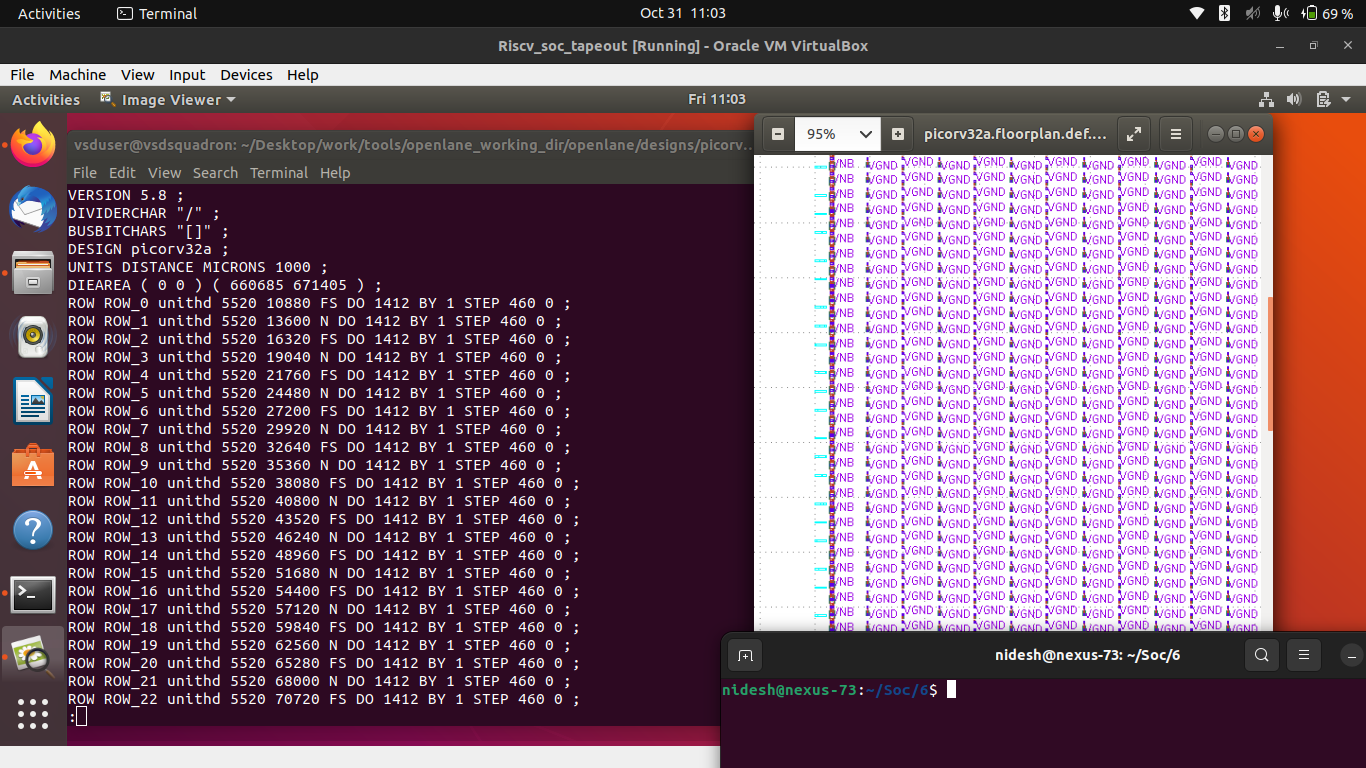 Activities Terminal Oct 31 11:03 69 %
Riscv_soc_tapeout [Running] - Oracle VM VirtualBox
File Machine View Input Devices Help
Activities Image Viewer Fri 11:03
vsduser@vsdsquadron: ~/Desktop/work/tools/openlane_working_dir/openlane/designs/picorv...
File Edit View Search Terminal Help
VERSION 5.8 ;
DIVIDERCHAR "/" ;
BUSBITCHARS "[]" ;
DESIGN picorv32a ;
UNITS DISTANCE MICRONS 1000 ;
DIEAREA ( 0 0 ) ( 660685 671405 ) ;
ROW ROW_0 unithd 5520 10880 FS DO 1412 BY 1 STEP 460 0 ;
ROW ROW_1 unithd 5520 13600 N DO 1412 BY 1 STEP 460 0 ;
ROW ROW_2 unithd 5520 16320 FS DO 1412 BY 1 STEP 460 0 ;
ROW ROW_3 unithd 5520 19040 N DO 1412 BY 1 STEP 460 0 ;
ROW ROW_4 unithd 5520 21760 FS DO 1412 BY 1 STEP 460 0 ;
ROW ROW_5 unithd 5520 24480 N DO 1412 BY 1 STEP 460 0 ;
ROW ROW_6 unithd 5520 27200 FS DO 1412 BY 1 STEP 460 0 ;
ROW ROW_7 unithd 5520 29920 N DO 1412 BY 1 STEP 460 0 ;
ROW ROW_8 unithd 5520 32640 FS DO 1412 BY 1 STEP 460 0 ;
ROW ROW_9 unithd 5520 35360 N DO 1412 BY 1 STEP 460 0 ;
ROW ROW_10 unithd 5520 38080 FS DO 1412 BY 1 STEP 460 0 ;
ROW ROW_11 unithd 5520 40800 N DO 1412 BY 1 STEP 460 0 ;
ROW ROW_12 unithd 5520 43520 FS DO 1412 BY 1 STEP 460 0 ;
ROW ROW_13 unithd 5520 46240 N DO 1412 BY 1 STEP 460 0 ;
ROW ROW_14 unithd 5520 48960 FS DO 1412 BY 1 STEP 460 0 ;
ROW ROW_15 unithd 5520 51680 N DO 1412 BY 1 STEP 460 0 ;
ROW ROW_16 unithd 5520 54400 FS DO 1412 BY 1 STEP 460 0 ;
ROW ROW_17 unithd 5520 57120 N DO 1412 BY 1 STEP 460 0 ;
ROW ROW_18 unithd 5520 59840 FS DO 1412 BY 1 STEP 460 0 ;
ROW ROW_19 unithd 5520 62560 N DO 1412 BY 1 STEP 460 0 ;
ROW ROW_20 unithd 5520 65280 FS DO 1412 BY 1 STEP 460 0 ;
ROW ROW_21 unithd 5520 68000 N DO 1412 BY 1 STEP 460 0 ;
ROW ROW_22 unithd 5520 70720 FS DO 1412 BY 1 STEP 460 0 ;
:
95% picorv32a.floorplan.def....
VNB VGND VGND VGND VGND VGND VGND VGND VGND VGND VGND VGND
nidesh@nexus-73: ~/Soc/6
nidesh@nexus-73:~/Soc/6$